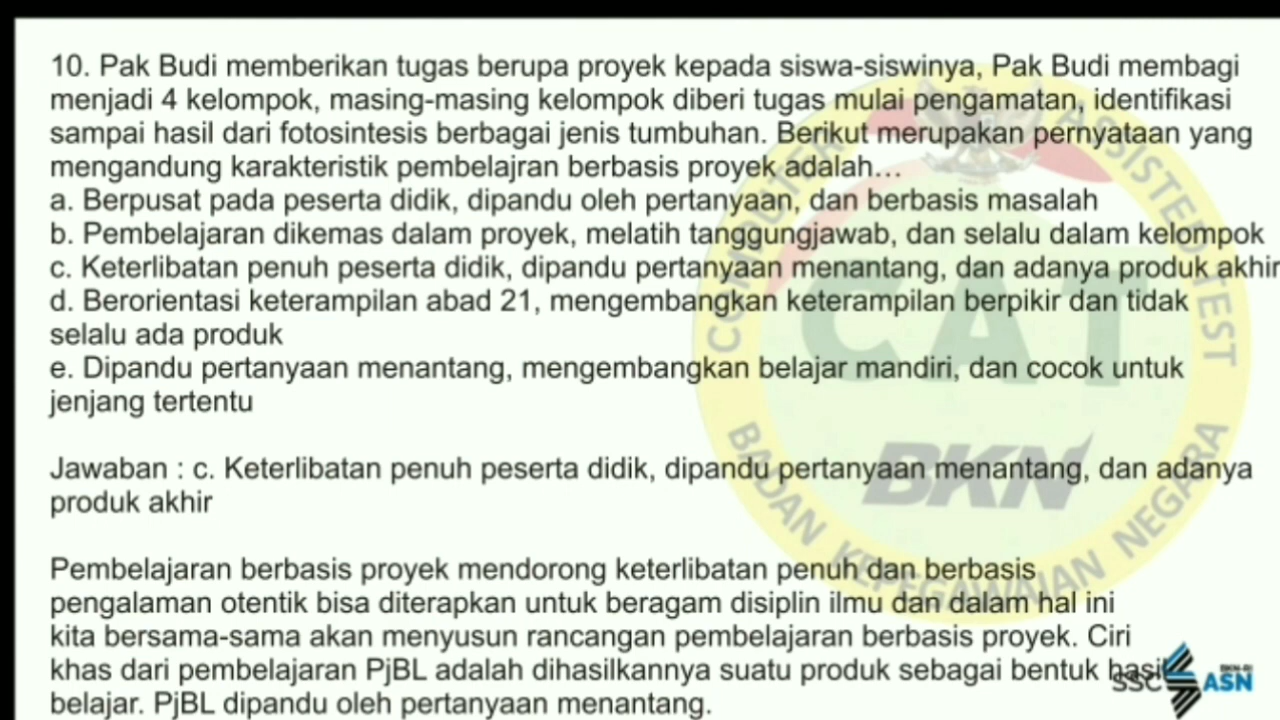 10. Pak Budi memberikan tugas berupa proyek kepada siswa-siswinya, Pak Budi membagi
menjadi 4 kelompok, masing-masing kelompok diberi tugas mulai pengamatan, identifikasi
sampai hasil dari fotosintesis berbagai jenis tumbuhan. Berikut merupakan pernyataan yang
mengandung karakteristik pembelajran berbasis proyek adalah...
a. Berpusat pada peserta didik, dipandu oleh pertanyaan, dan berbasis masalah
b. Pembelajaran dikemas dalam proyek, melatih tanggungjawab, dan selalu dalam kelompok
c. Keterlibatan penuh peserta didik, dipandu pertanyaan menantang, dan adanya produk akhir
d. Berorientasi keterampilan abad 21, mengembangkan keterampilan berpikir dan tidak
selalu ada produk
e. Dipandu pertanyaan menantang, mengembangkan belajar mandiri, dan cocok untuk
jenjang tertentu
Jawaban : c. Keterlibatan penuh peserta didik, dipandu pertanyaan menantang, dan adanya
produk akhir
Pembelajaran berbasis proyek mendorong keterlibatan penuh dan berbasis
pengalaman otentik bisa diterapkan untuk beragam disiplin ilmu dan dalam hal ini
kita bersama-sama akan menyusun rancangan pembelajaran berbasis proyek. Ciri
khas dari pembelajaran PjBL adalah dihasilkannya suatu produk sebagai bentuk hasil
belajar. PjBL dipandu oleh pertanyaan menantang.
COMPUTER ASSISTED TEST
CAT
BKN
BADAN KEPEGAWAIAN NEGARA
BKN-RI
SSC ASN